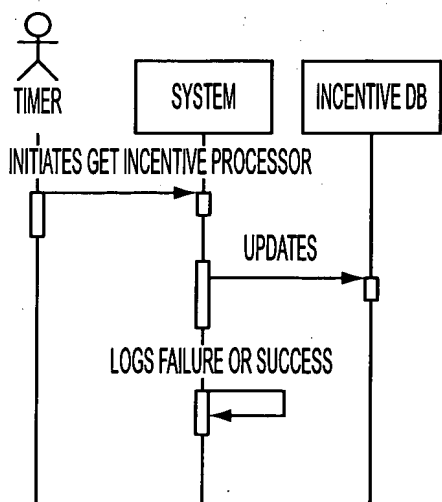 TIMER
SYSTEM
INCENTIVE DB
INITIATES GET INCENTIVE PROCESSOR
UPDATES
LOGS FAILURE OR SUCCESS